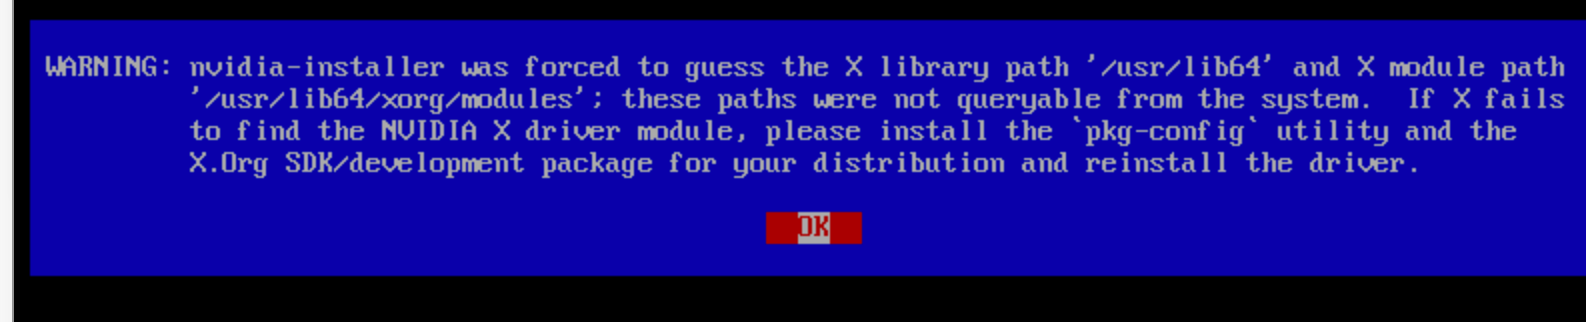 WARNING: nvidia-installer was forced to guess the X library path '/usr/lib64' and X module path
'/usr/lib64/xorg/modules'; these paths were not queryable from the system.  If X fails
to find the NVIDIA X driver module, please install the `pkg-config` utility and the
X.Org SDK/development package for your distribution and reinstall the driver.
OK